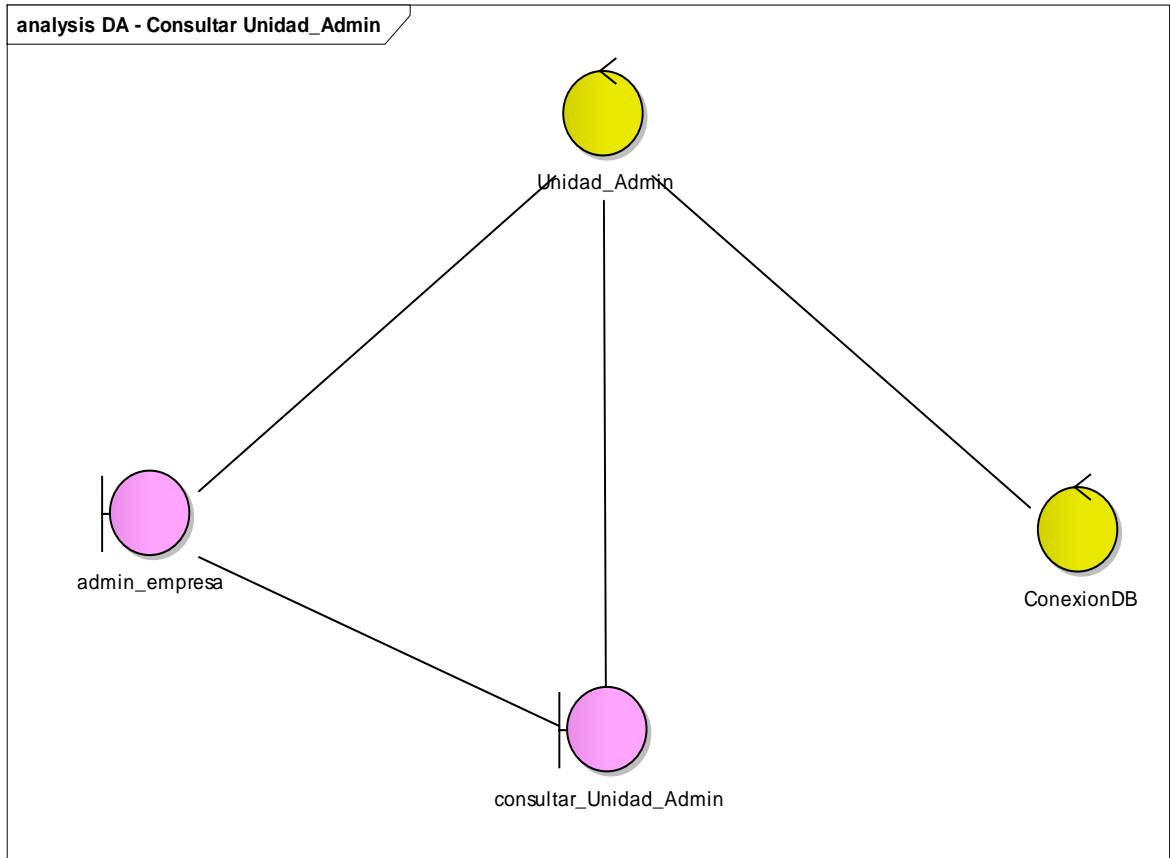 analysis DA - Consultar Unidad_Admin
Unidad_Admin
admin_empresa
ConexionDB
consultar_Unidad_Admin